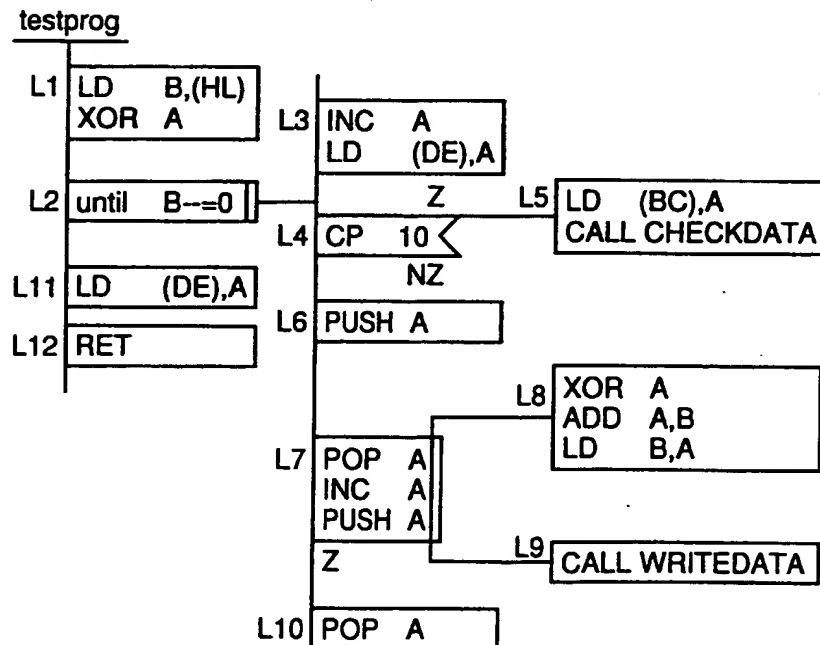 testprog
L1 LD B,(HL)
XOR A
L2 until B--=0
L11 LD (DE),A
L12 RET
L3 INC A
LD (DE),A
Z
L4 CP 10
NZ
L6 PUSH A
L7 POP A
INC A
PUSH A
Z
L10 POP A
L5 LD (BC),A
CALL CHECKDATA
L8 XOR A
ADD A,B
LD B,A
L9 CALL WRITEDATA